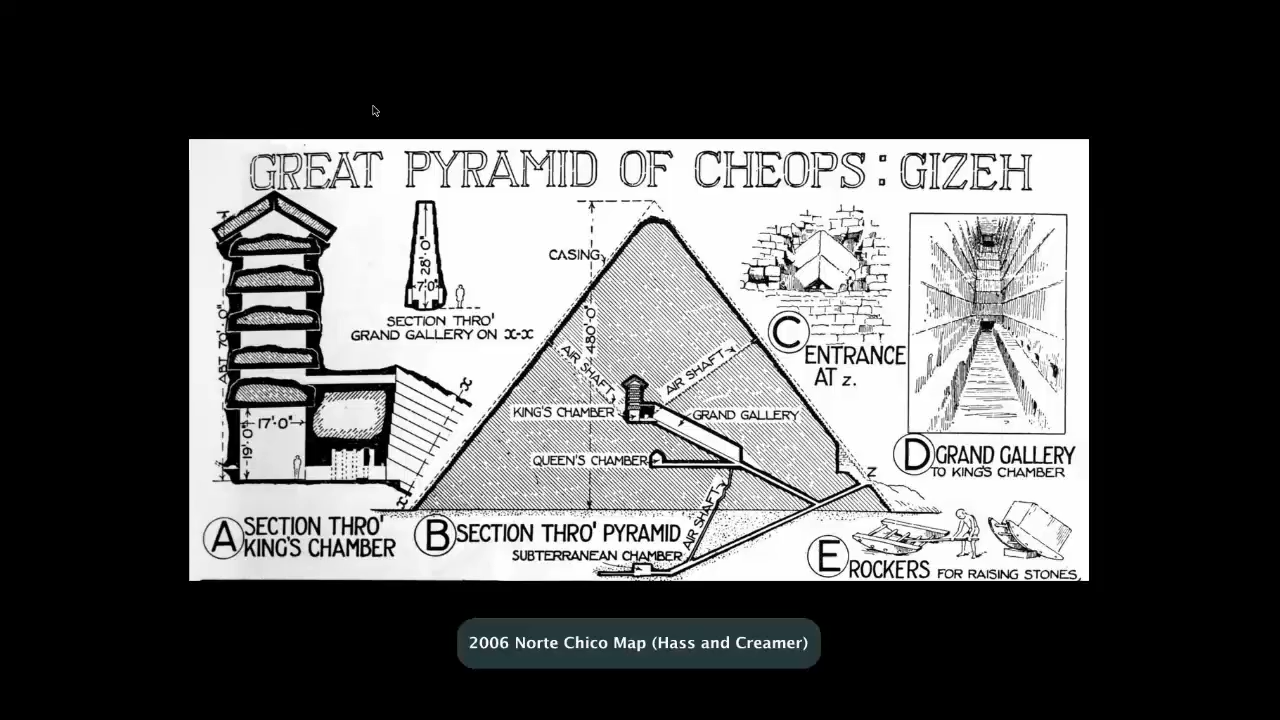 GREAT PYRAMID OF CHEOPS : GIZEH
ABT 70'-0"
17'-0"
19'-0"
x
x
A
SECTION THRO'
KING'S CHAMBER
28'-0"
7'-0"
SECTION THRO'
GRAND GALLERY ON x-x
CASING
480'-0"
AIR SHAFT
AIR SHAFT
KING'S CHAMBER
GRAND GALLERY
QUEEN'S CHAMBER
AIR SHAFT
Z
B
SECTION THRO' PYRAMID
SUBTERRANEAN CHAMBER
C
ENTRANCE
AT z.
D
GRAND GALLERY
TO KING'S CHAMBER
E
ROCKERS FOR RAISING STONES,
2006 Norte Chico Map (Hass and Creamer)